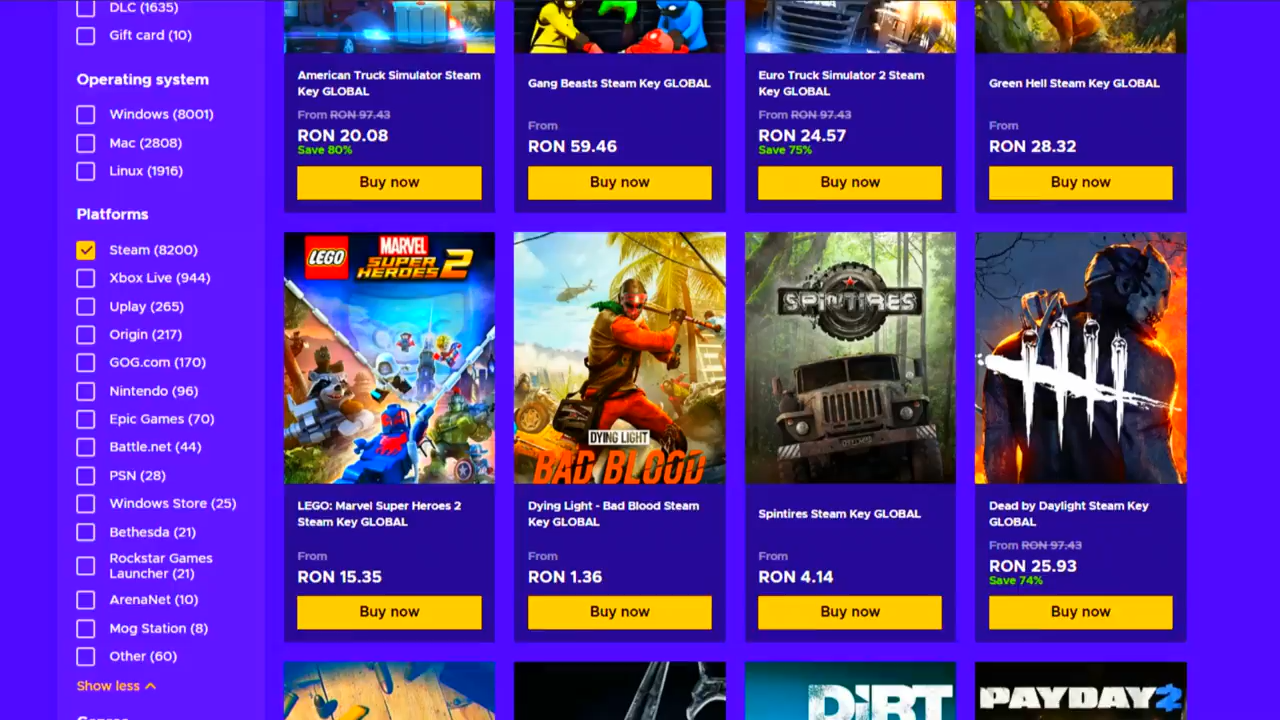 DLC (1635)
Gift card (10)
Operating system
Windows (8001)
Mac (2808)
Linux (1916)
Platforms
Steam (8200)
Xbox Live (944)
Uplay (265)
Origin (217)
GOG.com (170)
Nintendo (96)
Epic Games (70)
Battle.net (44)
PSN (28)
Windows Store (25)
Bethesda (21)
Rockstar Games
Launcher (21)
ArenaNet (10)
Mog Station (8)
Other (60)
Show less
American Truck Simulator Steam
Key GLOBAL
From RON 97.43
RON 20.08
Save 80%
Buy now
Gang Beasts Steam Key GLOBAL
From
RON 59.46
Buy now
Euro Truck Simulator 2 Steam
Key GLOBAL
From RON 97.43
RON 24.57
Save 75%
Buy now
Green Hell Steam Key GLOBAL
From
RON 28.32
Buy now
LEGO
MARVEL
SUPER
HEROES 2
LEGO: Marvel Super Heroes 2
Steam Key GLOBAL
From
RON 15.35
Buy now
DYING LIGHT
BAD BLOOD
Dying Light - Bad Blood Steam
Key GLOBAL
From
RON 1.36
Buy now
SPINTIRES
Spintires Steam Key GLOBAL
From
RON 4.14
Buy now
Dead by Daylight Steam Key
GLOBAL
From RON 97.43
RON 25.93
Save 74%
Buy now
DiRT
PAYDAY 2